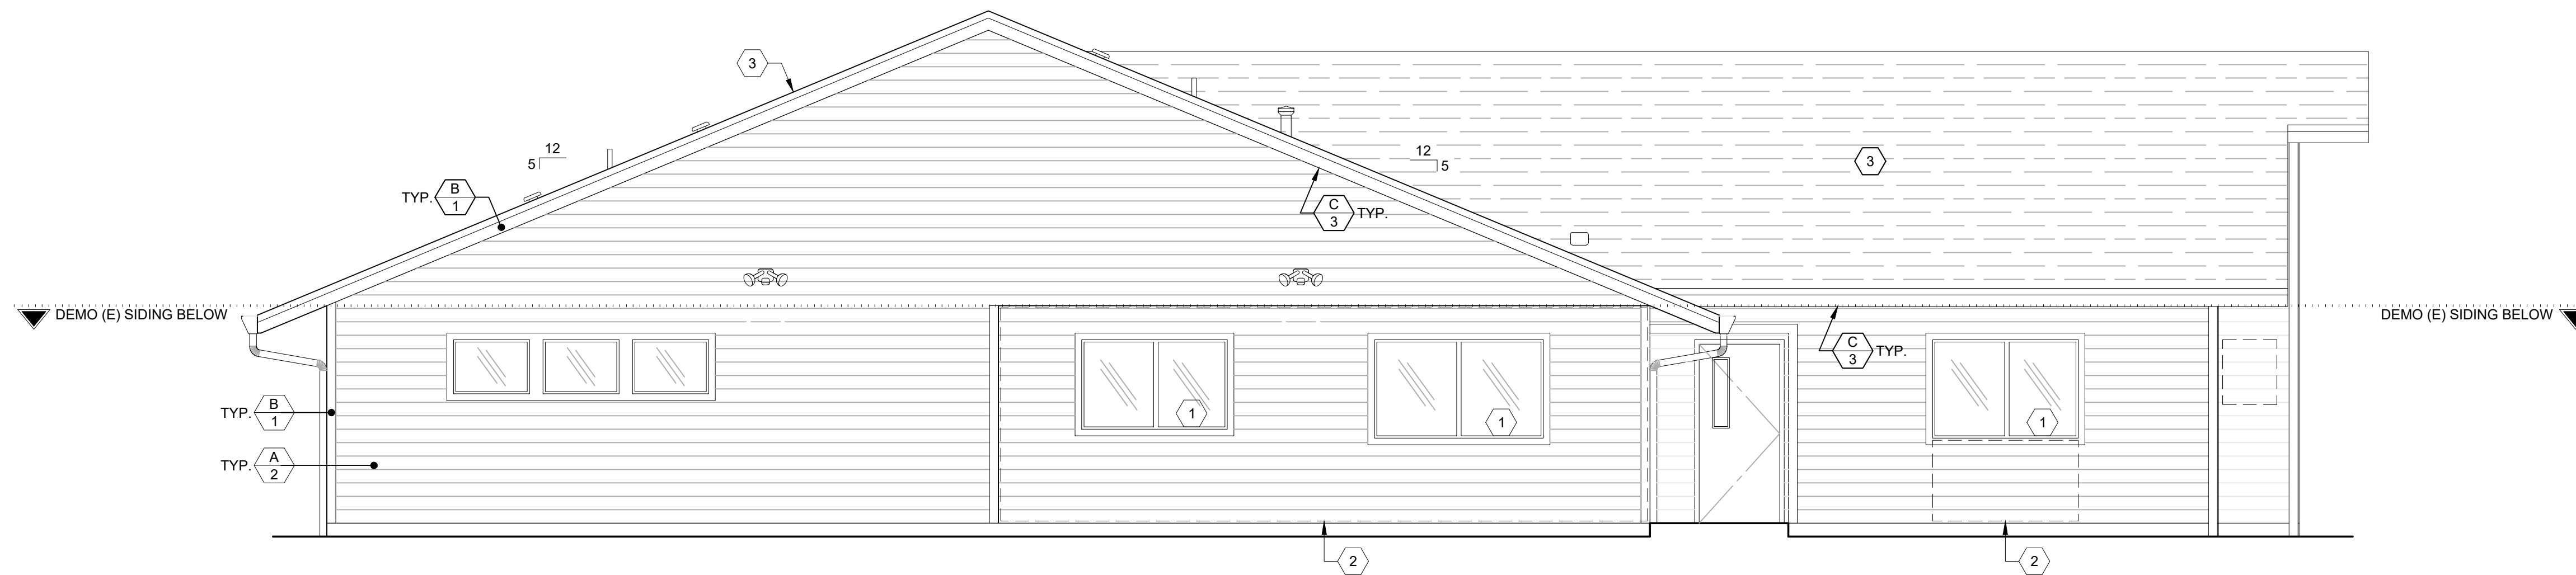 3
12
5
12
5
3
TYP. B
1
C
3 TYP.
DEMO (E) SIDING BELOW
DEMO (E) SIDING BELOW
C
3 TYP.
TYP. B
1
1
1
1
TYP. A
2
2
2